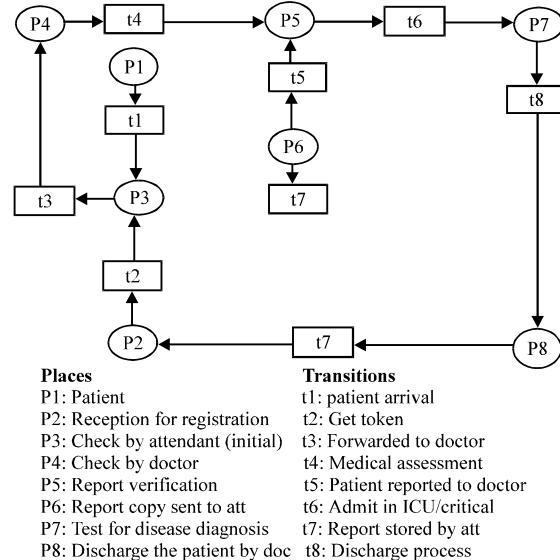 P4 t4 P5 t6 P7
P1 t5 t8
t1
P6
t3 P3 t7
t2
P2 t7 P8
Places Transitions
P1: Patient t1: patient arrival
P2: Reception for registration t2: Get token
P3: Check by attendant (initial) t3: Forwarded to doctor
P4: Check by doctor t4: Medical assessment
P5: Report verification t5: Patient reported to doctor
P6: Report copy sent to att t6: Admit in ICU/critical
P7: Test for disease diagnosis t7: Report stored by att
P8: Discharge the patient by doc t8: Discharge process